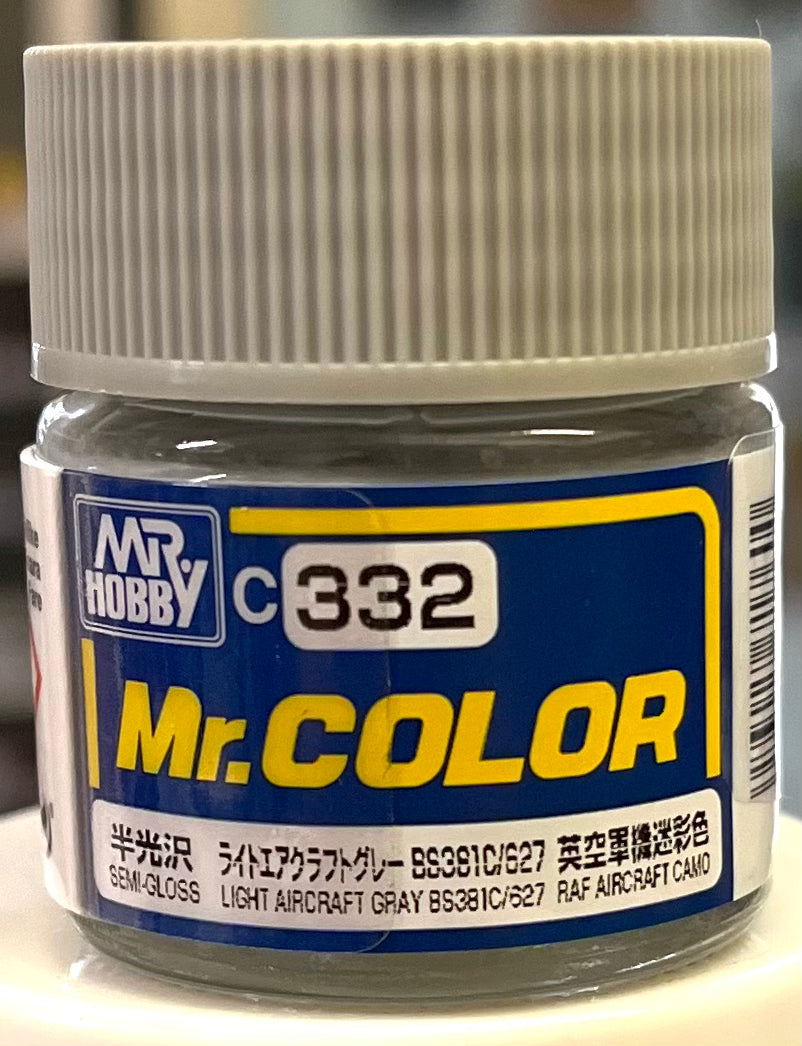 MR.
HOBBY
C 332
Mr.COLOR
半光沢 ライトエアクラフトグレー BS381C/627 英空軍機迷彩色
SEMI-GLOSS LIGHT AIRCRAFT GRAY BS381C/627 RAF AIRCRAFT CAMO